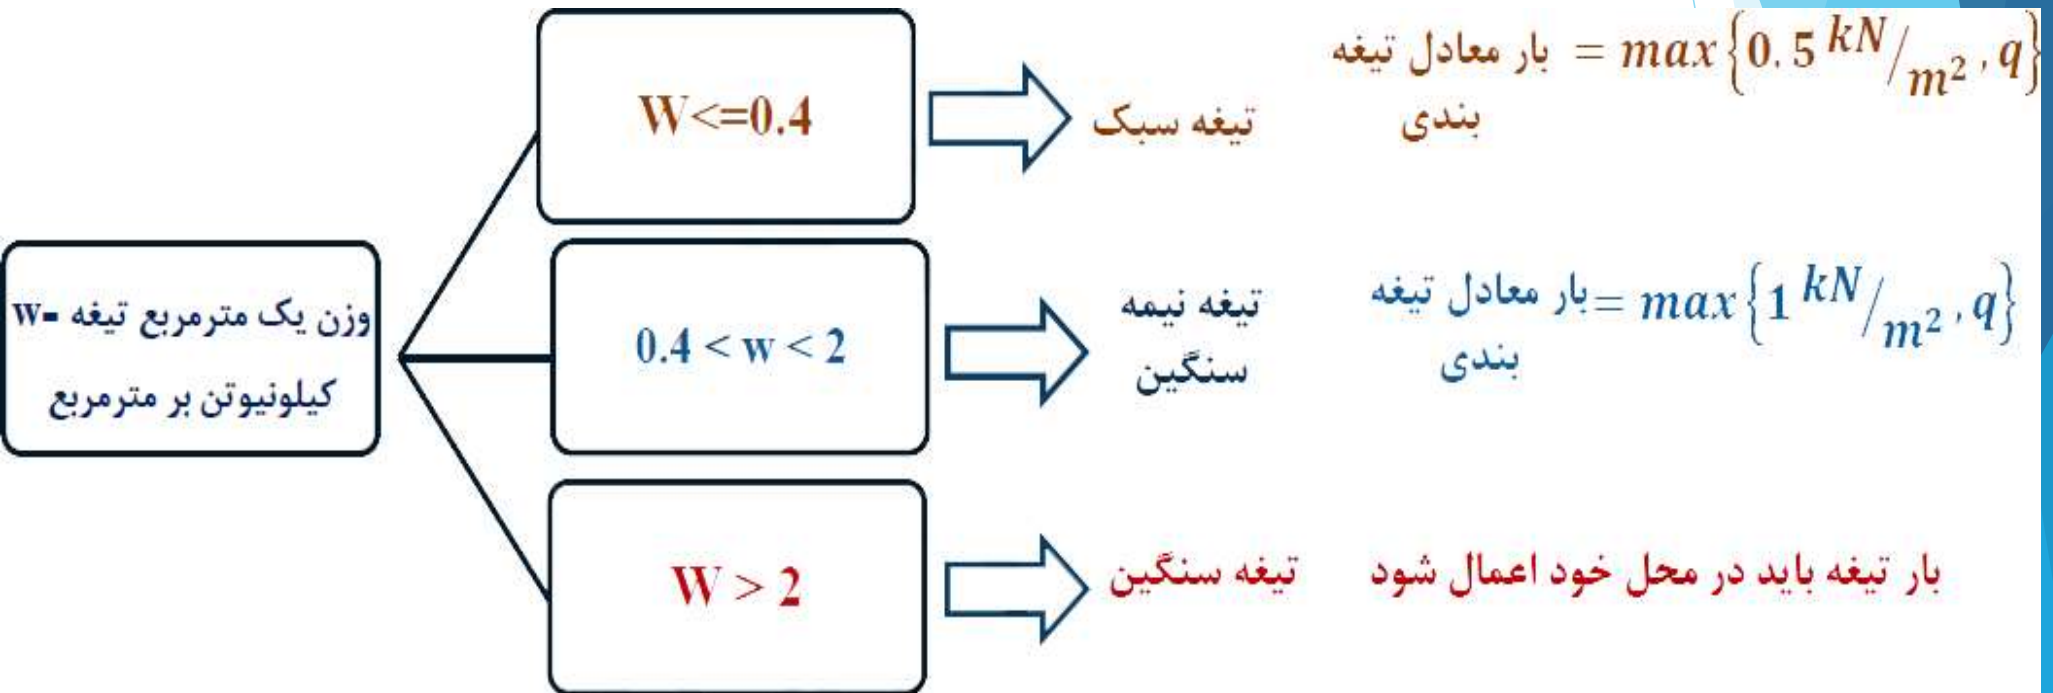 وزن یک مترمربع تیغه =w
کیلونیوتن بر مترمربع
W<=0.4
تیغه سبک
بار معادل تیغه = max{0.5 kN/m², q}
بندی
0.4 < w < 2
تیغه نیمه
سنگین
بار معادل تیغه = max{1 kN/m², q}
بندی
W > 2
تیغه سنگین
بار تیغه باید در محل خود اعمال شود